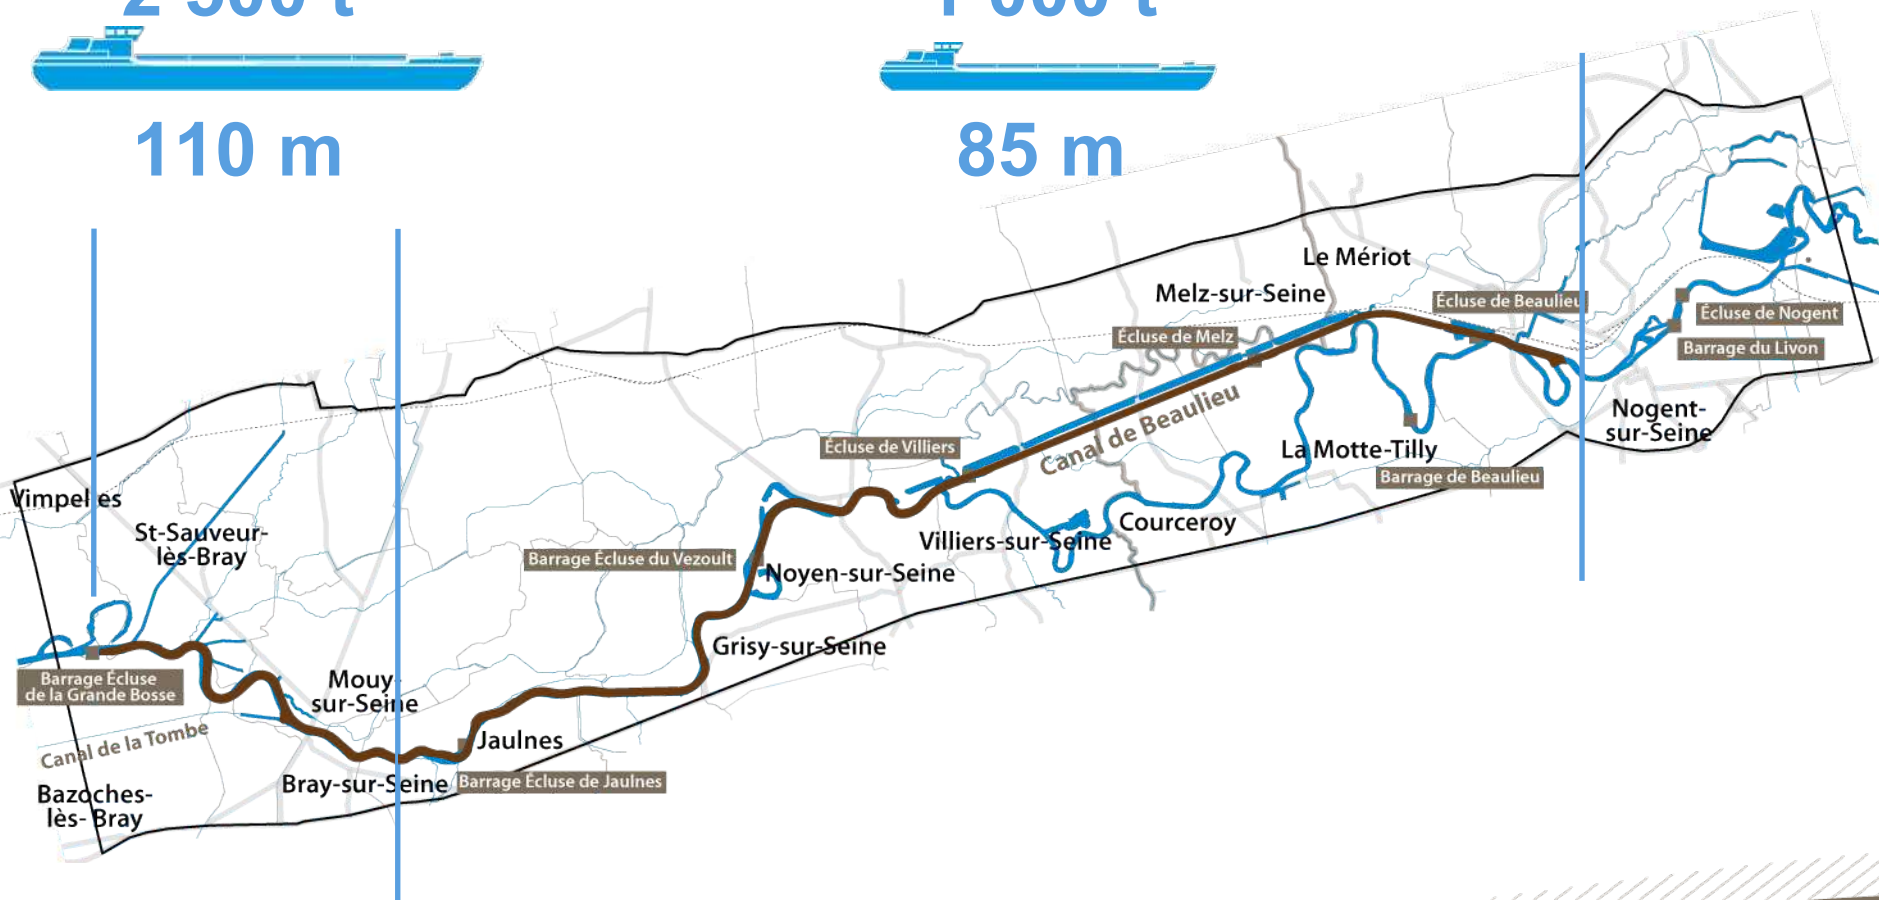 2 500 t
1 000 t
110 m
85 m
Le Mériot
Melz-sur-Seine
Écluse de Beaulieu
Écluse de Nogent
Écluse de Melz
Barrage du Livon
Canal de Beaulieu
Nogent-
sur-Seine
Écluse de Villiers
La Motte-Tilly
Barrage de Beaulieu
Vimpelles
St-Sauveur-
lès-Bray
Courceroy
Villiers-sur-Seine
Barrage Écluse du Vezoult
Noyen-sur-Seine
Grisy-sur-Seine
Barrage Écluse
de la Grande Bosse
Mouy-
sur-Seine
Canal de la Tombe
Jaulnes
Bray-sur-Seine
Barrage Écluse de Jaulnes
Bazoches-
lès- Bray